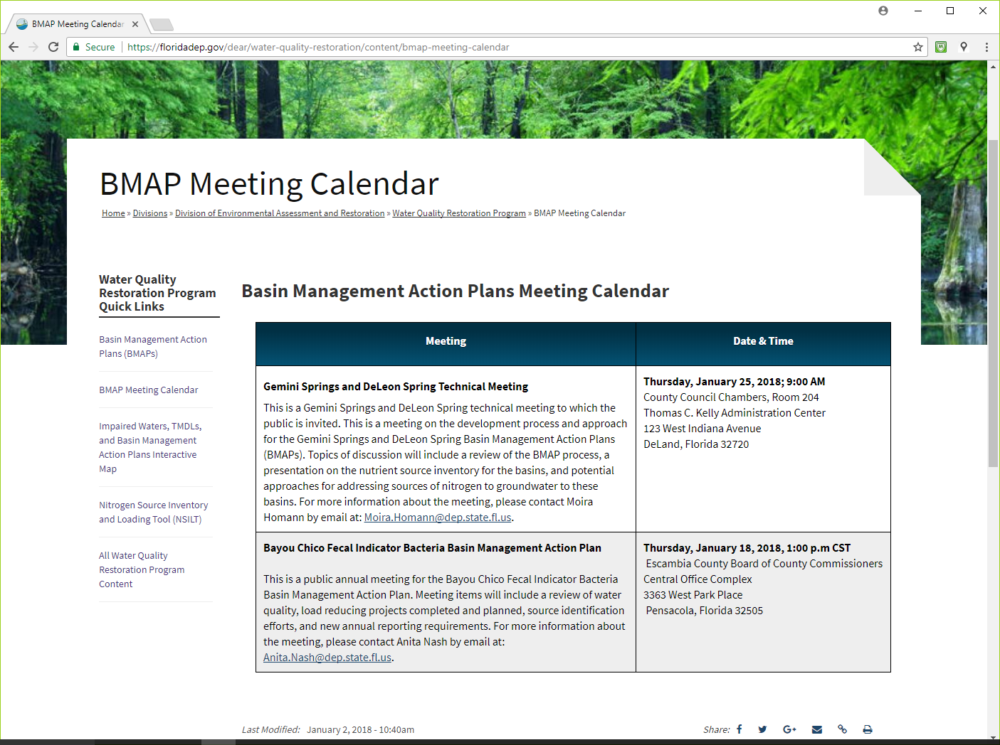 BMAP Meeting Calendar
Secure
https://floridadep.gov/dear/water-quality-restoration/content/bmap-meeting-calendar
BMAP Meeting Calendar
Home » Divisions » Division of Environmental Assessment and Restoration » Water Quality Restoration Program » BMAP Meeting Calendar
Water Quality
Restoration Program
Quick Links
Basin Management Action
Plans (BMAPs)
BMAP Meeting Calendar
Impaired Waters, TMDLs,
and Basin Management
Action Plans Interactive
Map
Nitrogen Source Inventory
and Loading Tool (NSILT)
All Water Quality
Restoration Program
Content
Basin Management Action Plans Meeting Calendar
Meeting
Date & Time
Gemini Springs and DeLeon Spring Technical Meeting
This is a Gemini Springs and DeLeon Spring technical meeting to which the
public is invited. This is a meeting on the development process and approach
for the Gemini Springs and DeLeon Spring Basin Management Action Plans
(BMAPs). Topics of discussion will include a review of the BMAP process, a
presentation on the nutrient source inventory for the basins, and potential
approaches for addressing sources of nitrogen to groundwater to these
basins. For more information about the meeting, please contact Moira
Homann by email at: Moira.Homann@dep.state.fl.us.
Thursday, January 25, 2018; 9:00 AM
County Council Chambers, Room 204
Thomas C. Kelly Administration Center
123 West Indiana Avenue
DeLand, Florida 32720
Bayou Chico Fecal Indicator Bacteria Basin Management Action Plan
This is a public annual meeting for the Bayou Chico Fecal Indicator Bacteria
Basin Management Action Plan. Meeting items will include a review of water
quality, load reducing projects completed and planned, source identification
efforts, and new annual reporting requirements. For more information about
the meeting, please contact Anita Nash by email at:
Anita.Nash@dep.state.fl.us.
Thursday, January 18, 2018, 1:00 p.m CST
Escambia County Board of County Commissioners
Central Office Complex
3363 West Park Place
Pensacola, Florida 32505
Last Modified: January 2, 2018 - 10:40am
Share: